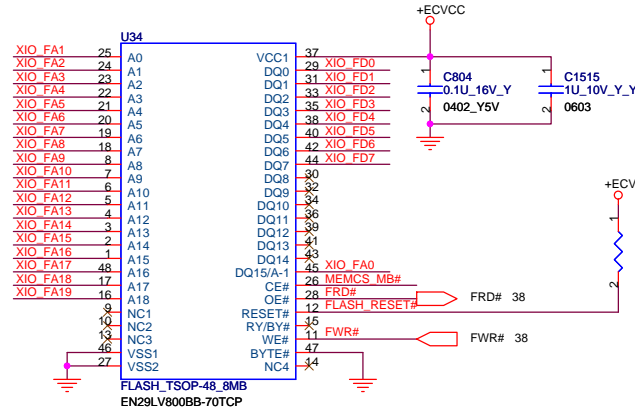 +ECVCC
U34
XIO_FA1 25 A0 VCC1 37
XIO_FA2 24 A1 DQ0 29 XIO_FD0
XIO_FA3 23 A2 DQ1 31 XIO_FD1
XIO_FA4 22 A3 DQ2 33 XIO_FD2
XIO_FA5 21 A4 DQ3 35 XIO_FD3
XIO_FA6 20 A5 DQ4 38 XIO_FD4
XIO_FA7 19 A6 DQ5 40 XIO_FD5
XIO_FA8 18 A7 DQ6 42 XIO_FD6
XIO_FA9 8 A8 DQ7 44 XIO_FD7
XIO_FA10 7 A9 DQ8 30
XIO_FA11 6 A10 DQ9 32
XIO_FA12 5 A11 DQ10 34
XIO_FA13 4 A12 DQ11 36
XIO_FA14 3 A13 DQ12 39
XIO_FA15 2 A14 DQ13 41
XIO_FA16 1 A15 DQ14 43
XIO_FA17 48 A16 DQ15/A-1 45 XIO_FA0
XIO_FA18 17 A17 CE# 26 MEMCS_MB#
XIO_FA19 16 A18 OE# 28 FRD# FRD# 38
9 NC1 RESET# 12 FLASH_RESET#
10 NC2 RY/BY# 15
13 NC3 WE# 11 FWR# FWR# 38
46 VSS1 BYTE# 47
27 VSS2 NC4 14
FLASH_TSOP-48_8MB
EN29LV800BB-70TCP
1
C804
0.1U_16V_Y
2
0402_Y5V
1
C1515
1U_10V_Y_Y
2
0603
+ECV
1
2